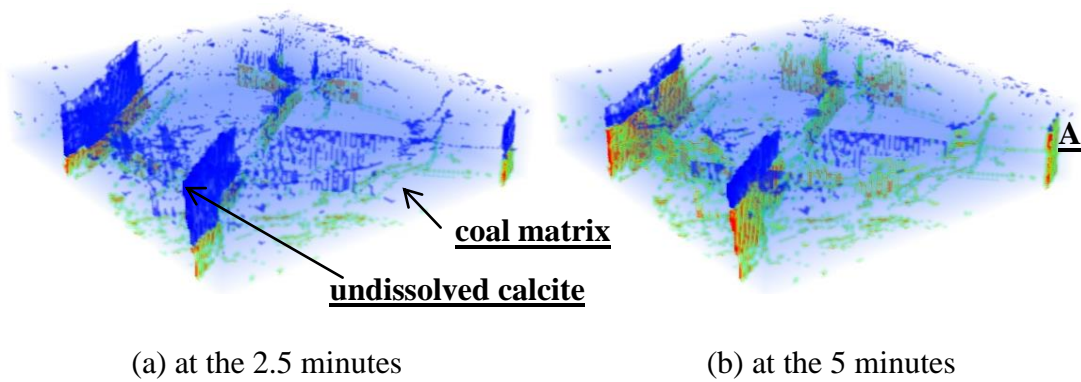 A
coal matrix
undissolved calcite
(a) at the 2.5 minutes
(b) at the 5 minutes